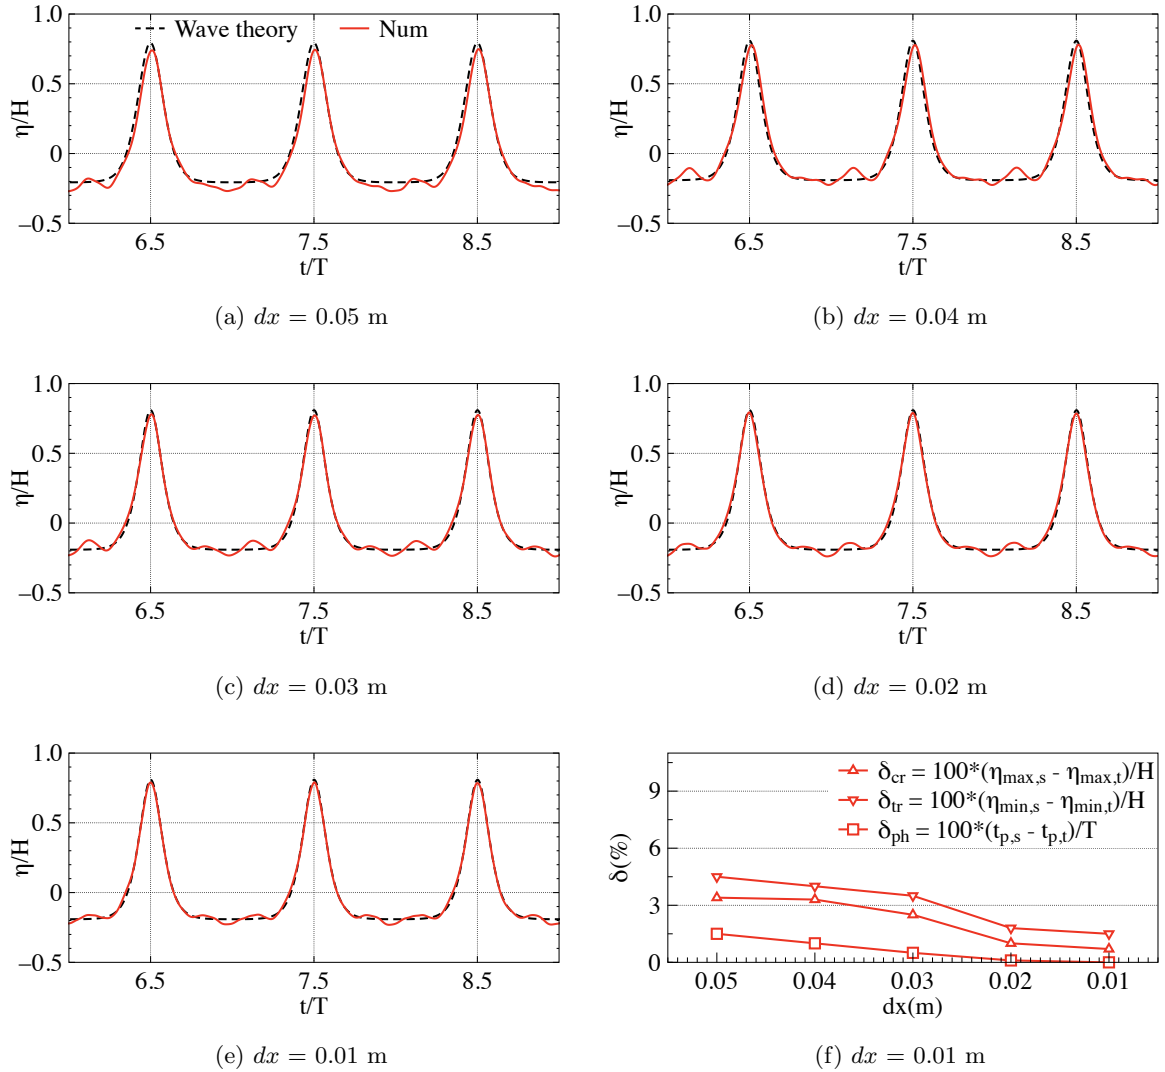 1.0
0.5
0
−0.5
η/H
Wave theory
Num
6.5
7.5
8.5
t/T
(a) dx = 0.05 m
1.0
0.5
0
−0.5
η/H
6.5
7.5
8.5
t/T
(b) dx = 0.04 m
1.0
0.5
0
−0.5
η/H
6.5
7.5
8.5
t/T
(c) dx = 0.03 m
1.0
0.5
0
−0.5
η/H
6.5
7.5
8.5
t/T
(d) dx = 0.02 m
1.0
0.5
0
−0.5
η/H
6.5
7.5
8.5
t/T
(e) dx = 0.01 m
9
6
3
0
δ(%)
δcr = 100*(ηmax,s - ηmax,t)/H
δtr = 100*(ηmin,s - ηmin,t)/H
δph = 100*(tp,s - tp,t)/T
0.05
0.04
0.03
0.02
0.01
dx(m)
(f) dx = 0.01 m